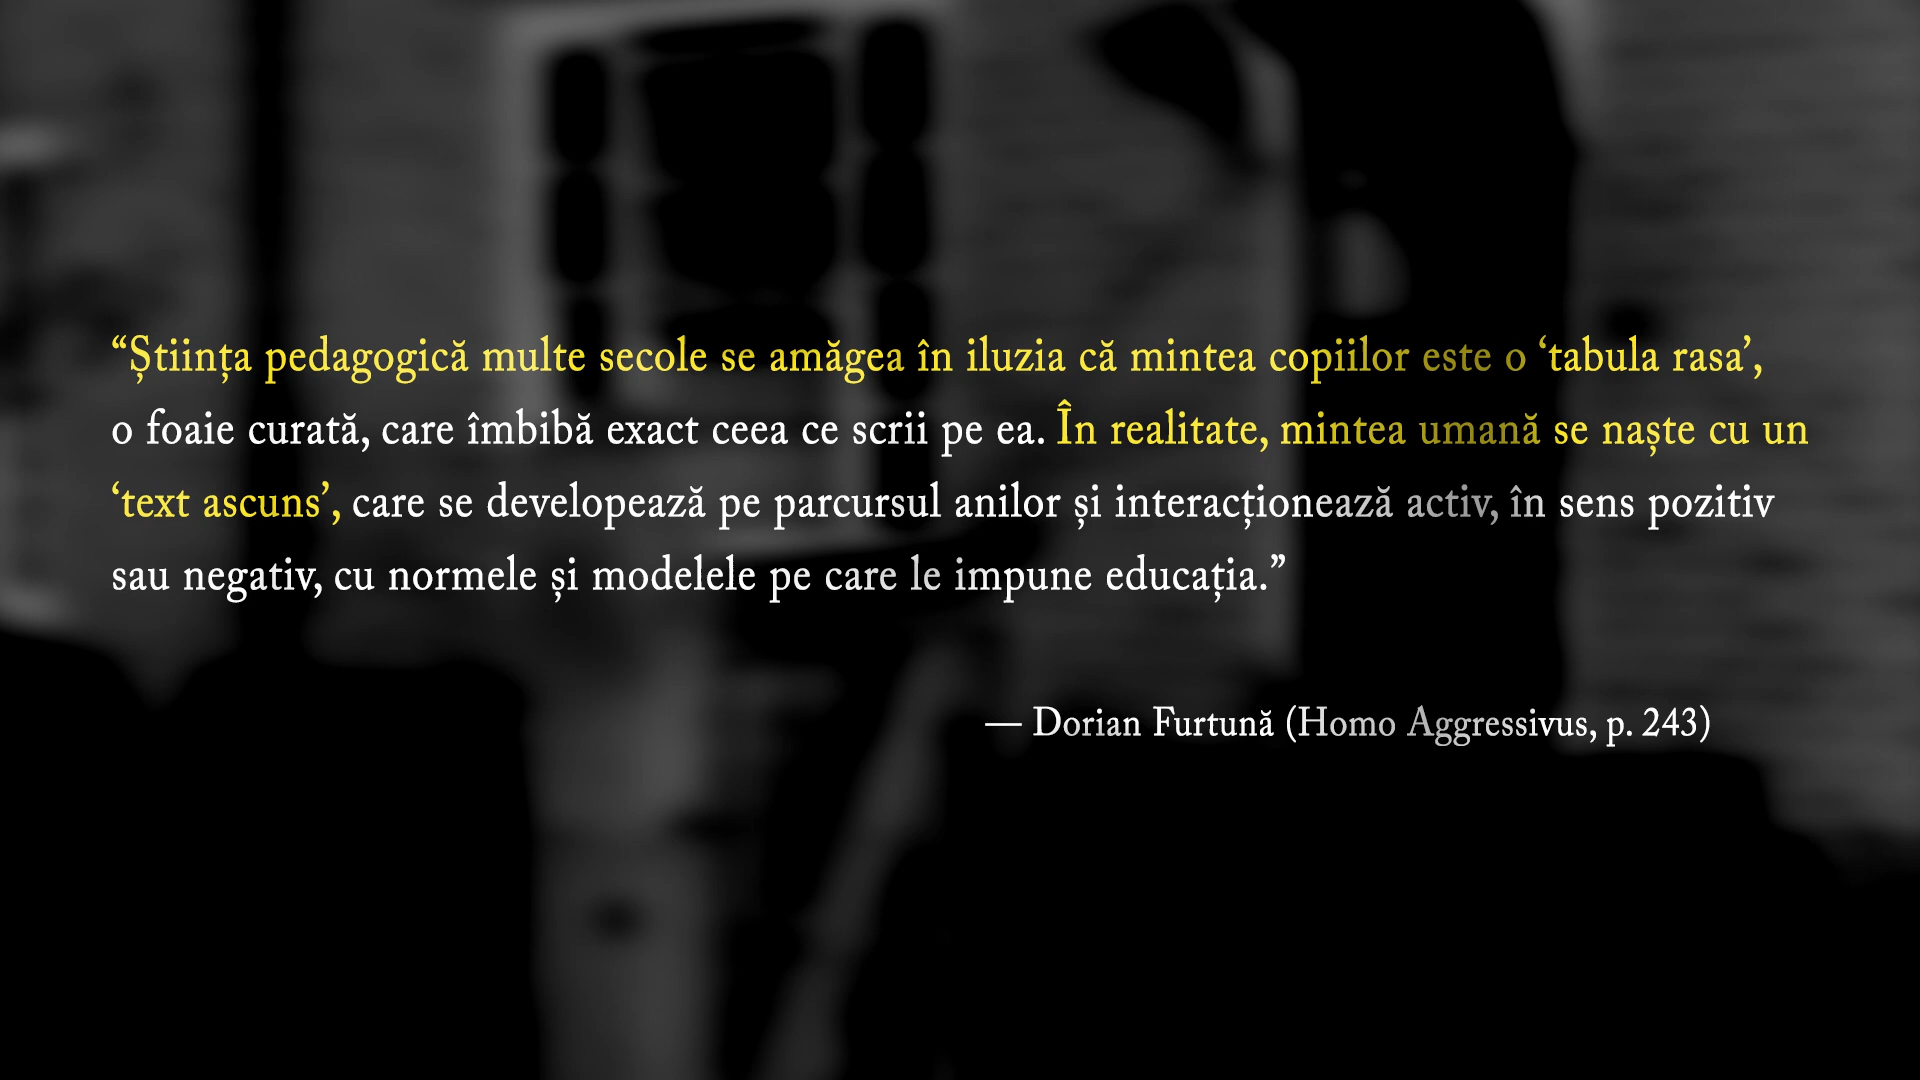 “Știința pedagogică multe secole se amăgea în iluzia că mintea copiilor este o ‘tabula rasa’,
o foaie curată, care îmbibă exact ceea ce scrii pe ea. În realitate, mintea umană se naște cu un
‘text ascuns’, care se developează pe parcursul anilor și interacționează activ, în sens pozitiv
sau negativ, cu normele și modelele pe care le impune educația.”
— Dorian Furtună (Homo Aggressivus, p. 243)